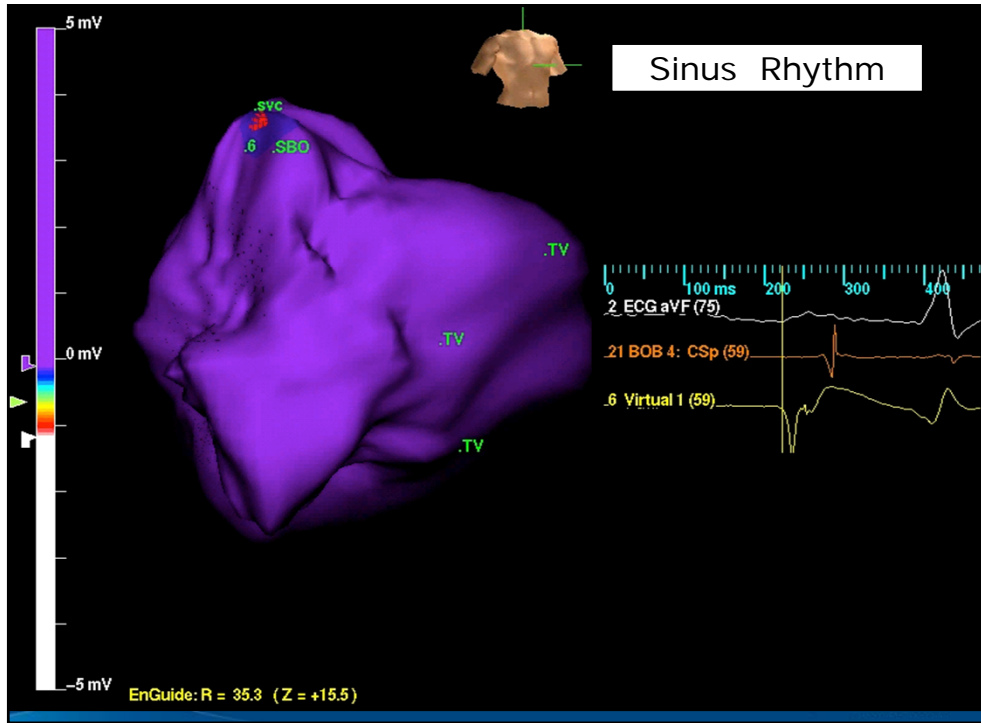 5 mV
Sinus Rhythm
.svc
.6 .SBO
.TV
0 100 ms 200 300 400
2 ECG aVF (75)
.TV
0 mV
21 BOB 4: CSp (59)
.6 Virtual 1 (59)
.TV
-5 mV
EnGuide: R = 35.3 ( Z = +15.5 )